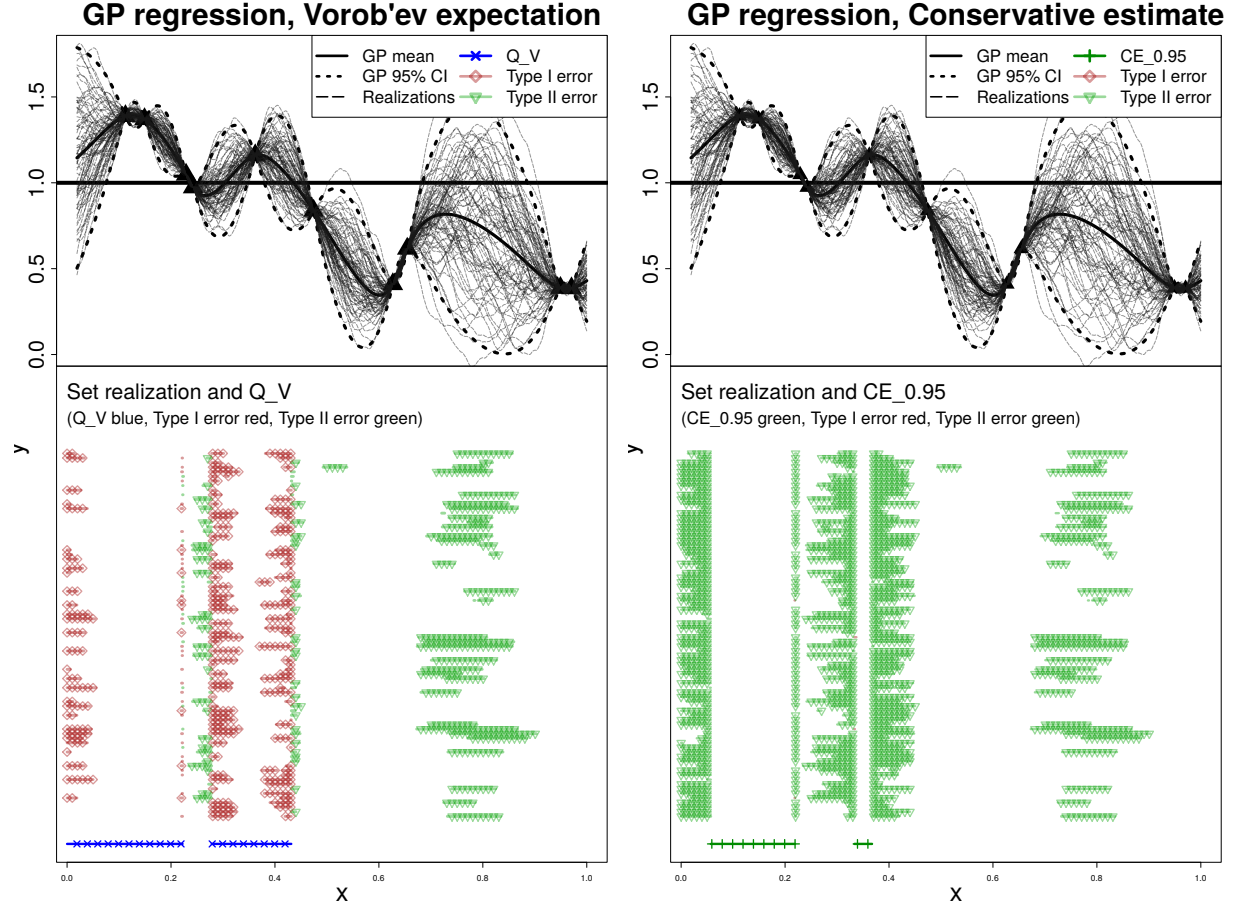 GP regression, Vorob'ev expectation
GP mean
GP 95% CI
Realizations
Q_V
Type I error
Type II error
1.5
1.0
0.5
0.0
Set realization and Q_V
(Q_V blue, Type I error red, Type II error green)
y
0.0 0.2 0.4 0.6 0.8 1.0
X
GP regression, Conservative estimate
GP mean
GP 95% CI
Realizations
CE_0.95
Type I error
Type II error
1.5
1.0
0.5
0.0
Set realization and CE_0.95
(CE_0.95 green, Type I error red, Type II error green)
y
0.0 0.2 0.4 0.6 0.8 1.0
X